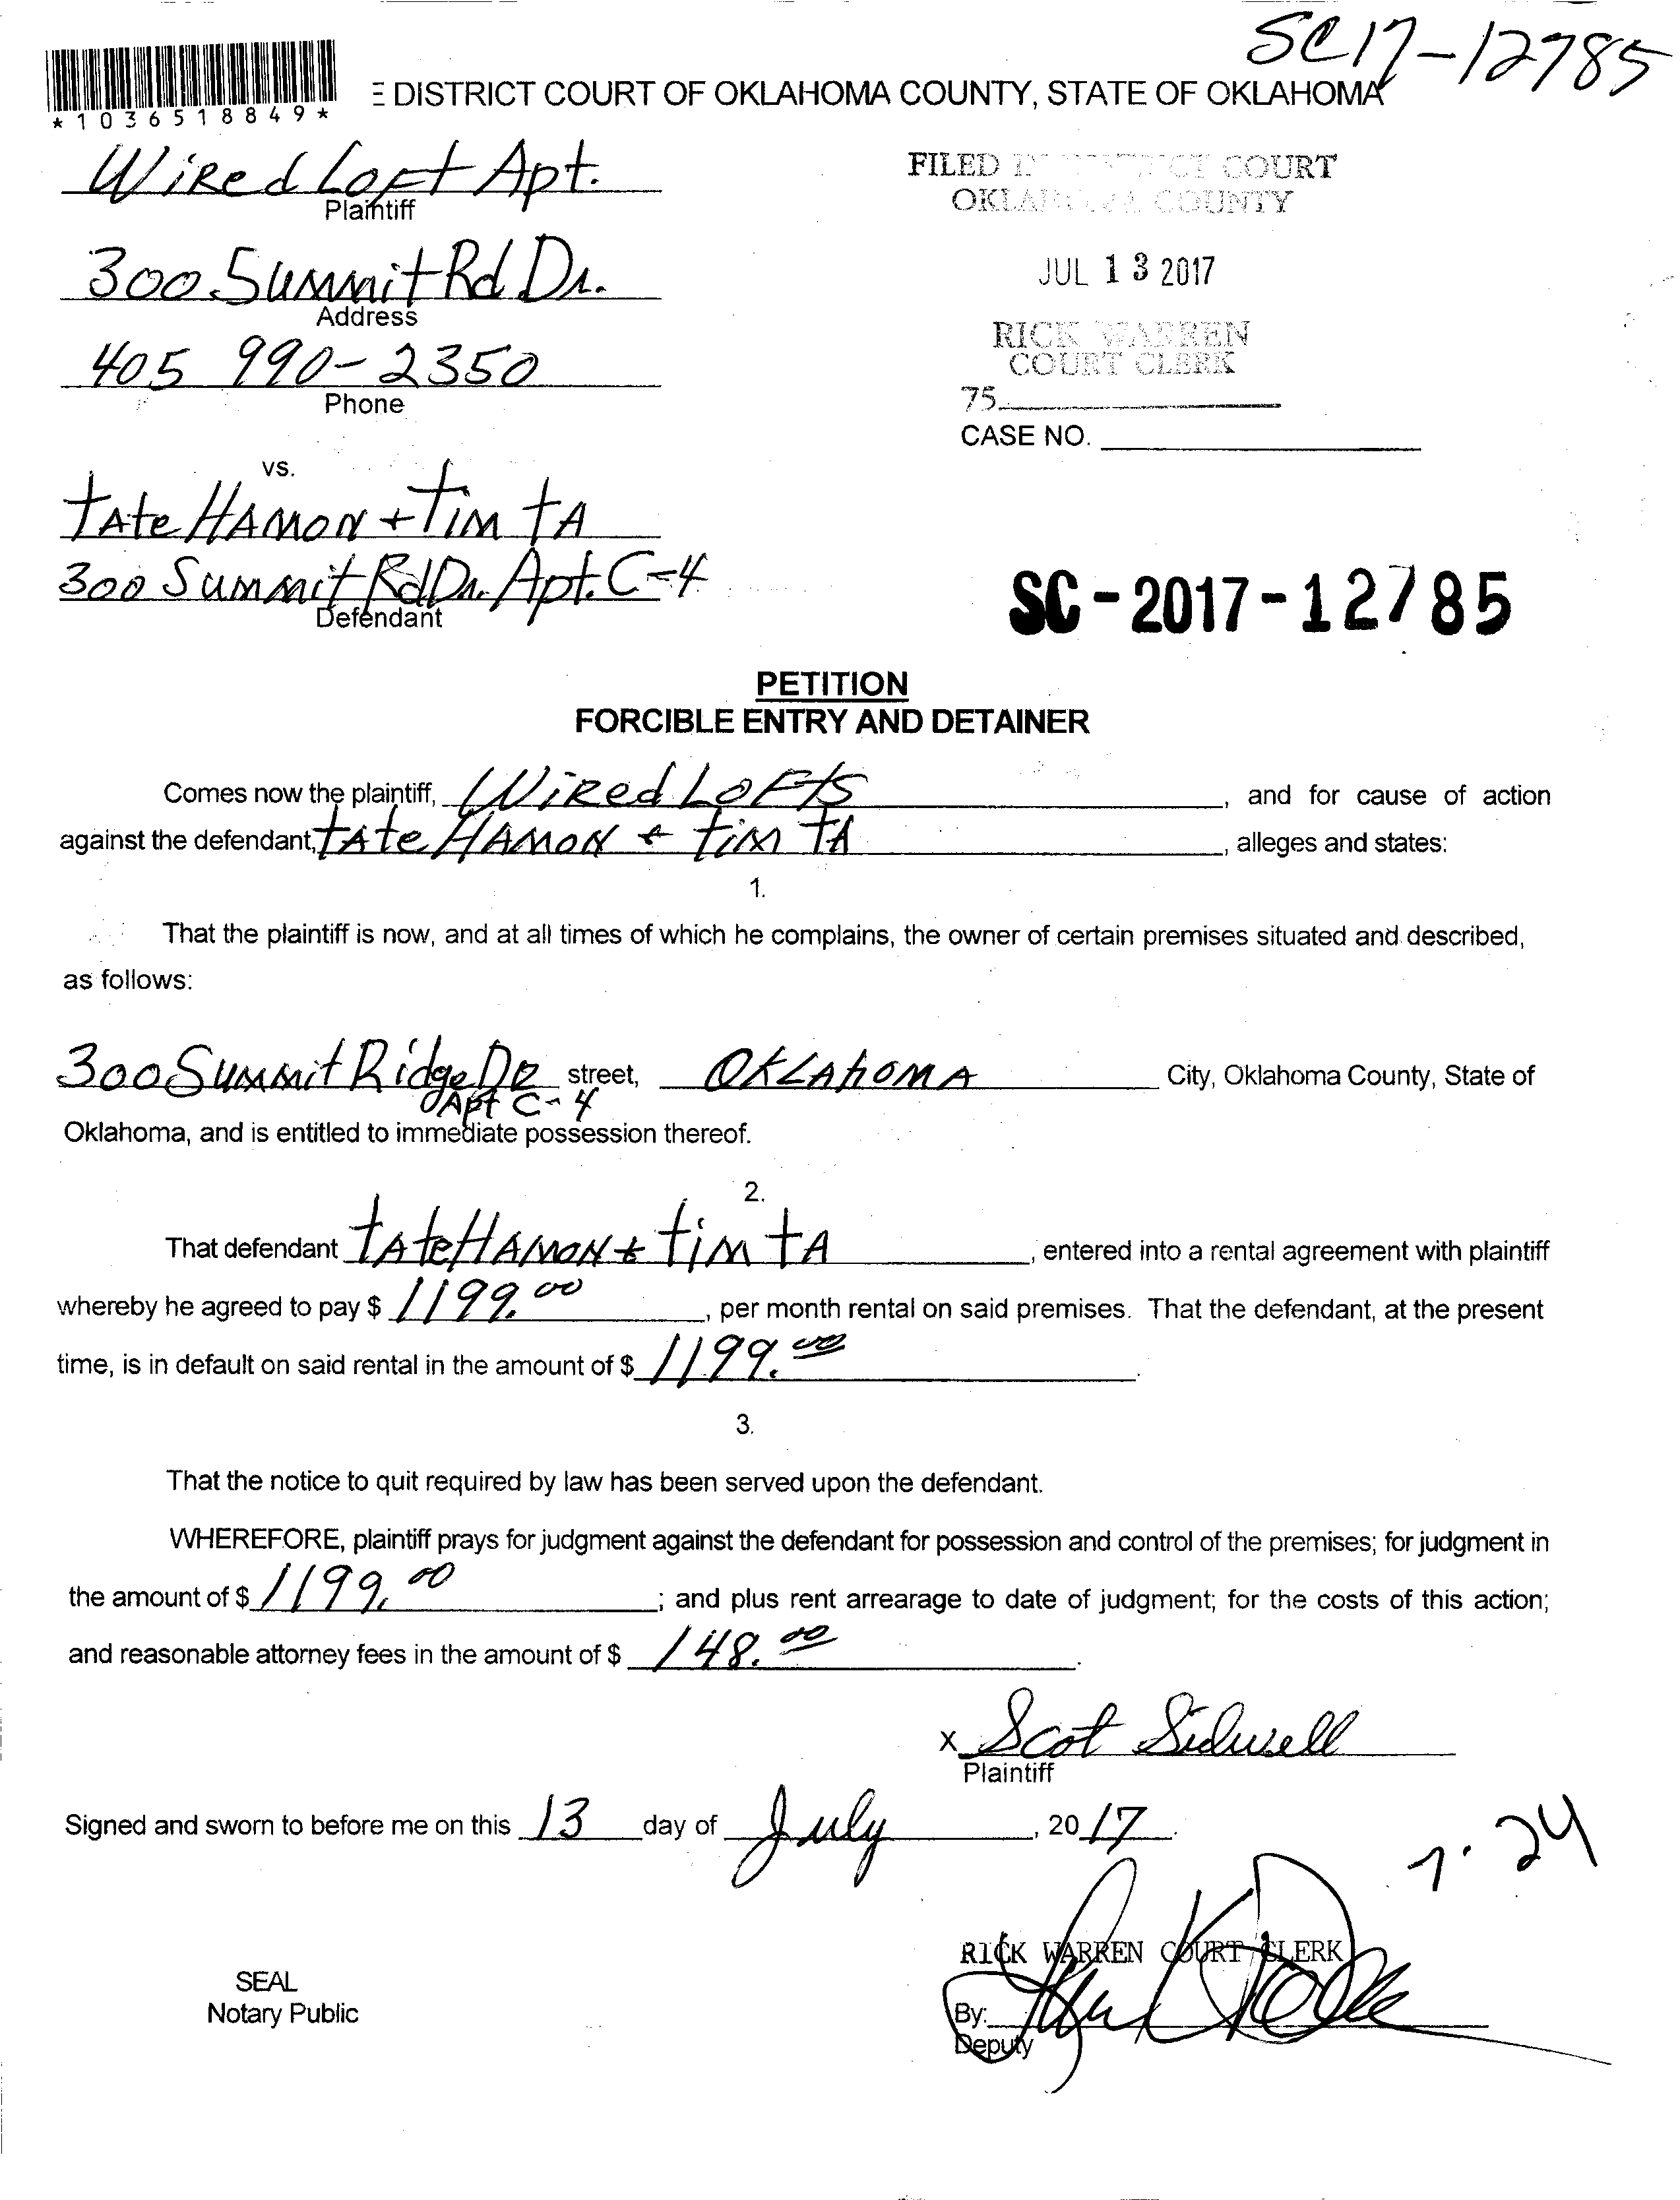 SC17-12785
E DISTRICT COURT OF OKLAHOMA COUNTY, STATE OF OKLAHOMA
*1036518849*
Wired Loft Apt.
Plaintiff
FILED IN DISTRICT COURT
OKLAHOMA COUNTY
300 Summit Rd Dr.
Address
JUL 13 2017
405 990-2350
Phone
RICK WARREN
COURT CLERK
75
CASE NO.
vs.
TAte HAMON + TiM TA
300 Summit Rd Dr. Apt. C-4
Defendant
SC-2017-12785
PETITION
FORCIBLE ENTRY AND DETAINER
Comes now the plaintiff, Wired Lofts, and for cause of action
against the defendant, TAte HAMON + TiM TA, alleges and states:
1.
That the plaintiff is now, and at all times of which he complains, the owner of certain premises situated and described,
as follows:
300 Summit Ridge DR street, OKLAhOMA City, Oklahoma County, State of
Apt C-4
Oklahoma, and is entitled to immediate possession thereof.
2.
That defendant TAte HAMON & TiM TA, entered into a rental agreement with plaintiff
whereby he agreed to pay $ 1199.00, per month rental on said premises. That the defendant, at the present
time, is in default on said rental in the amount of $ 1199.00.
3.
That the notice to quit required by law has been served upon the defendant.
WHEREFORE, plaintiff prays for judgment against the defendant for possession and control of the premises; for judgment in
the amount of $ 1199.00; and plus rent arrearage to date of judgment; for the costs of this action;
and reasonable attorney fees in the amount of $ 148.00.
x Scot Sidwell
Plaintiff
Signed and sworn to before me on this 13 day of July, 2017.
7.24
RICK WARREN COURT CLERK
SEAL
Notary Public
By:
Deputy